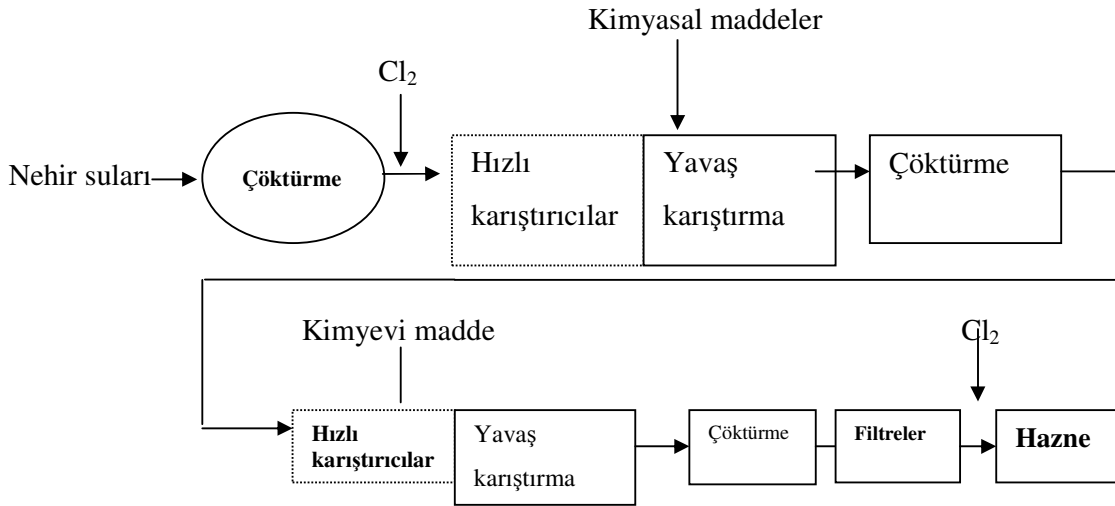 Kimyasal maddeler
Cl₂
Nehir suları
Çöktürme
Hızlı
karıştırıcılar
Yavaş
karıştırma
Çöktürme
Kimyevi madde
Cl₂
Hızlı
karıştırıcılar
Yavaş
karıştırma
Çöktürme
Filtreler
Hazne